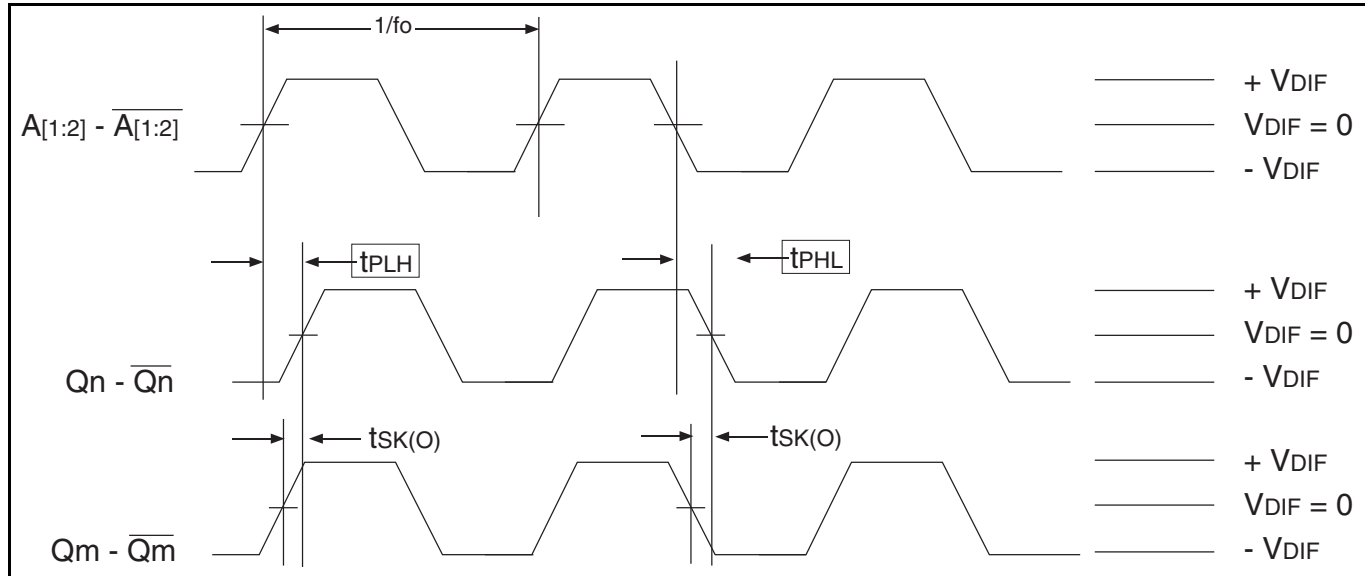 1/fo
+ VDIF
A[1:2] - A[1:2]
VDIF = 0
- VDIF
tPLH
tPHL
+ VDIF
VDIF = 0
Qn - Qn
- VDIF
tSK(O)
tSK(O)
+ VDIF
VDIF = 0
Qm - Qm
- VDIF